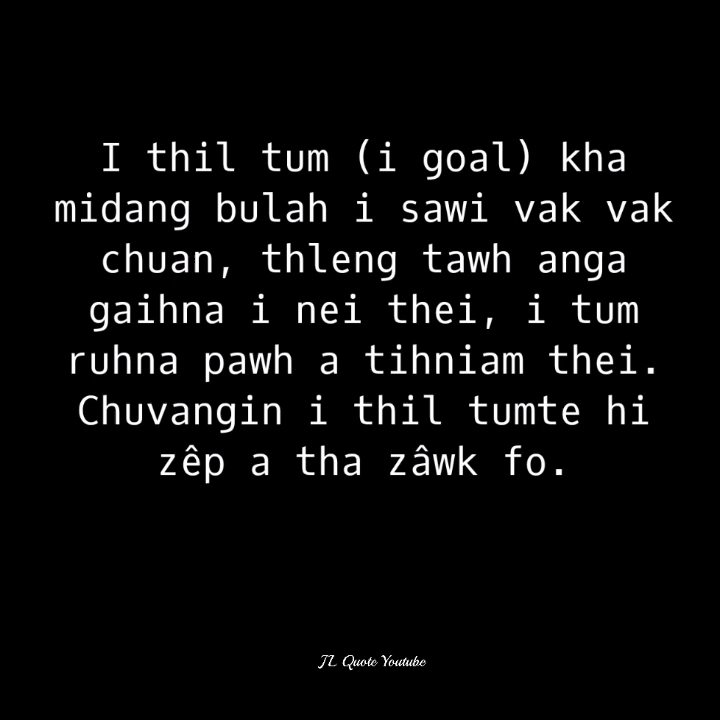 I thil tum (i goal) kha
midang bulah i sawi vak vak
chuan, thleng tawh anga
gaihna i nei thei, i tum
ruhna pawh a tihniam thei.
Chuvangin i thil tumte hi
zêp a tha zâwk fo.
JL Quote Youtube